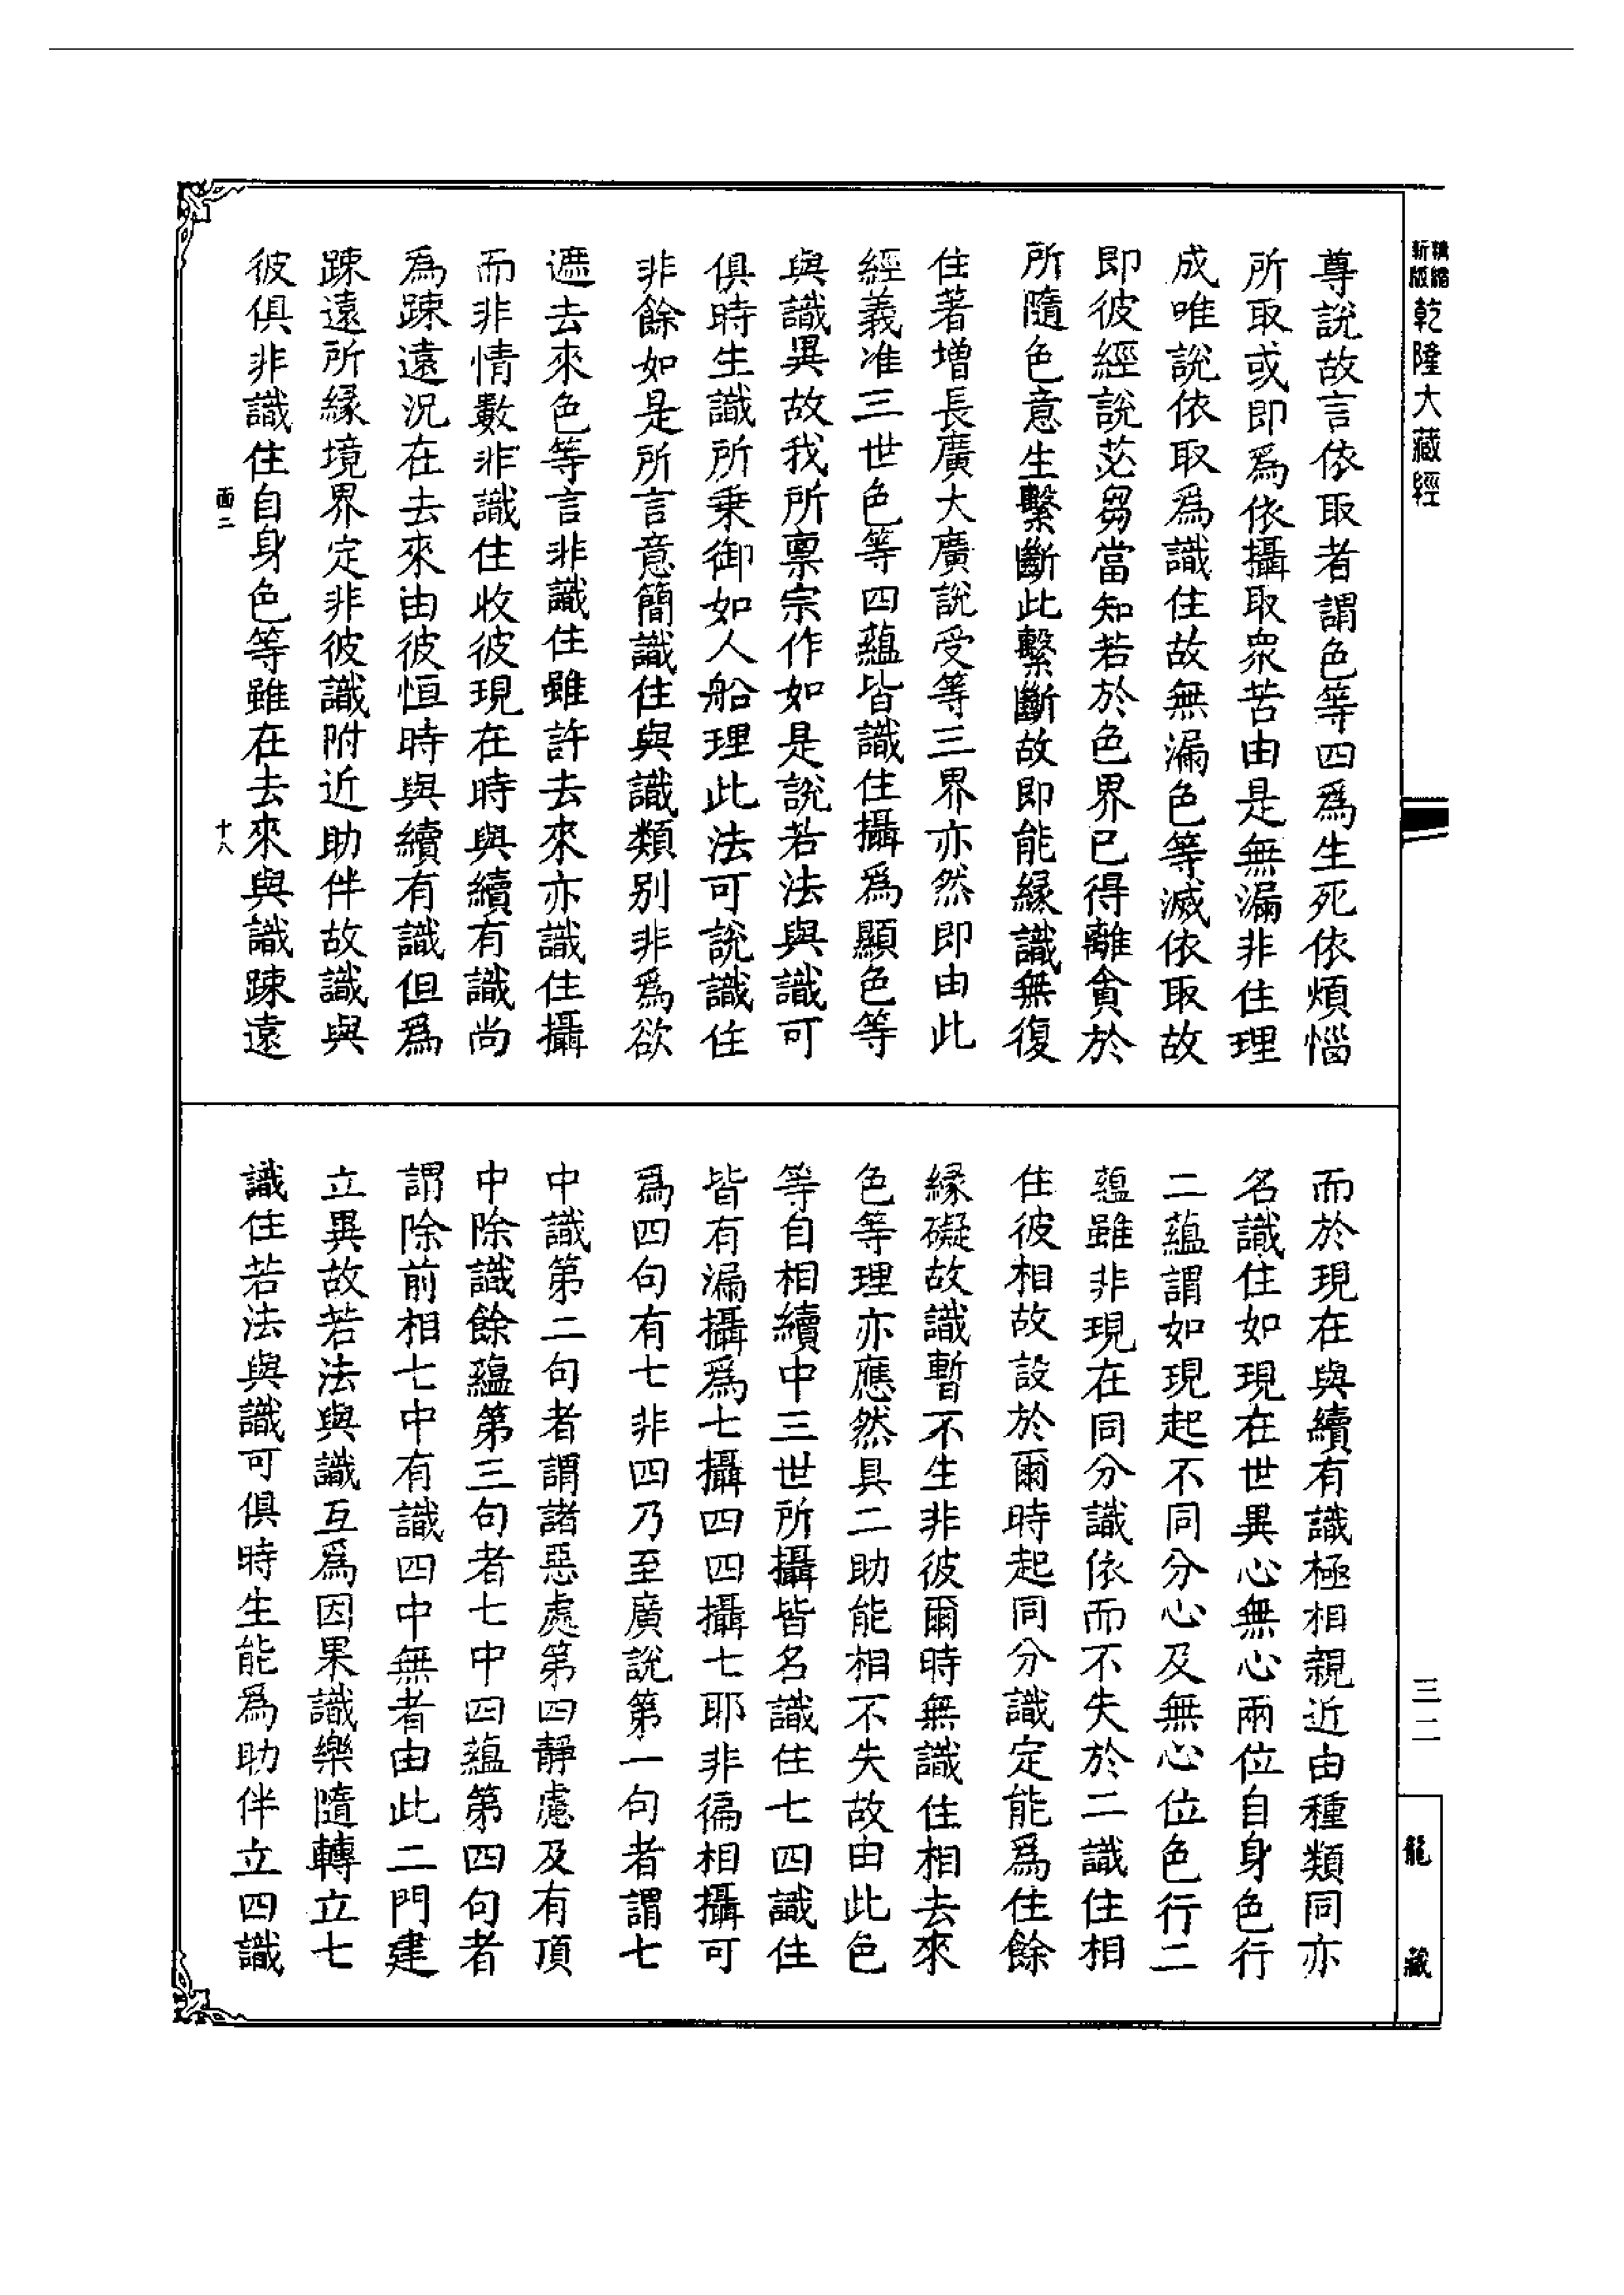 精縮新版乾隆大藏經
尊說故言依取者謂色等四爲生死依煩惱
所取或即爲依攝取衆苦由是無漏非住理
成唯說依取爲識住故無漏色等滅依取故
即彼經說苾芻當知若於色界已得離貪於
所隨色意生繫斷此繫斷故即能緣識無復
住著增長廣大廣說受等三界亦然即由此
經義准三世色等四蘊皆識住攝爲顯色等
與識異故我所稟宗作如是說若法與識可
俱時生識所乘御如人船理此法可說識住
非餘如是所言意簡識住與識類別非爲欲
遮去來色等言非識住雖許去來亦識住攝
而非情數非識住收彼現在時與續有識尚
為踈遠況在去來由彼恒時與續有識但爲
踈遠所緣境界定非彼識附近助伴故識與
彼俱非識住自身色等雖在去來與識踈遠
面二
十八
而於現在與續有識極相親近由種類同亦
名識住如現在世異心無心兩位自身色行
二蘊謂如現起不同分心及無心位色行二
蘊雖非現在同分識依而不失於二識住相
住彼相故設於爾時起同分識定能爲住餘
緣礙故識暫不生非彼爾時無識住相去來
色等理亦應然具二助能相不失故由此色
等自相續中三世所攝皆名識住七四識住
皆有漏攝爲七攝四四攝七耶非徧相攝可
爲四句有七非四乃至廣說第一句者謂七
中識第二句者謂諸惡處第四靜慮及有頂
中除識餘蘊第三句者七中四蘊第四句者
謂除前相七中有識四中無者由此二門建
立異故若法與識互爲因果識樂隨轉立七
識住若法與識可俱時生能爲助伴立四識
三二
龍藏